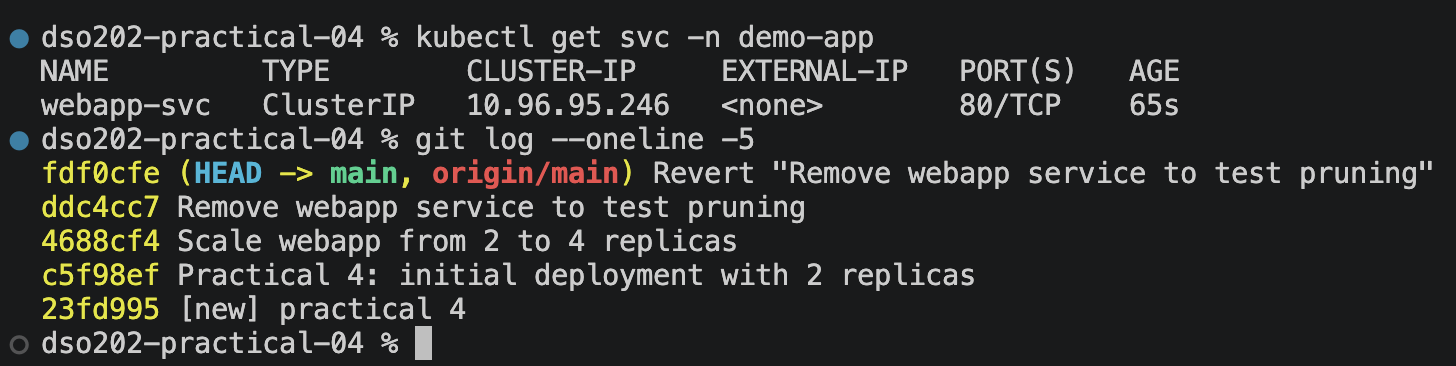 dso202-practical-04 % kubectl get svc -n demo-app
NAME         TYPE        CLUSTER-IP     EXTERNAL-IP   PORT(S)   AGE
webapp-svc   ClusterIP   10.96.95.246   <none>        80/TCP    65s
dso202-practical-04 % git log --oneline -5
fdf0cfe (HEAD -> main, origin/main) Revert "Remove webapp service to test pruning"
ddc4cc7 Remove webapp service to test pruning
4688cf4 Scale webapp from 2 to 4 replicas
c5f98ef Practical 4: initial deployment with 2 replicas
23fd995 [new] practical 4
dso202-practical-04 %